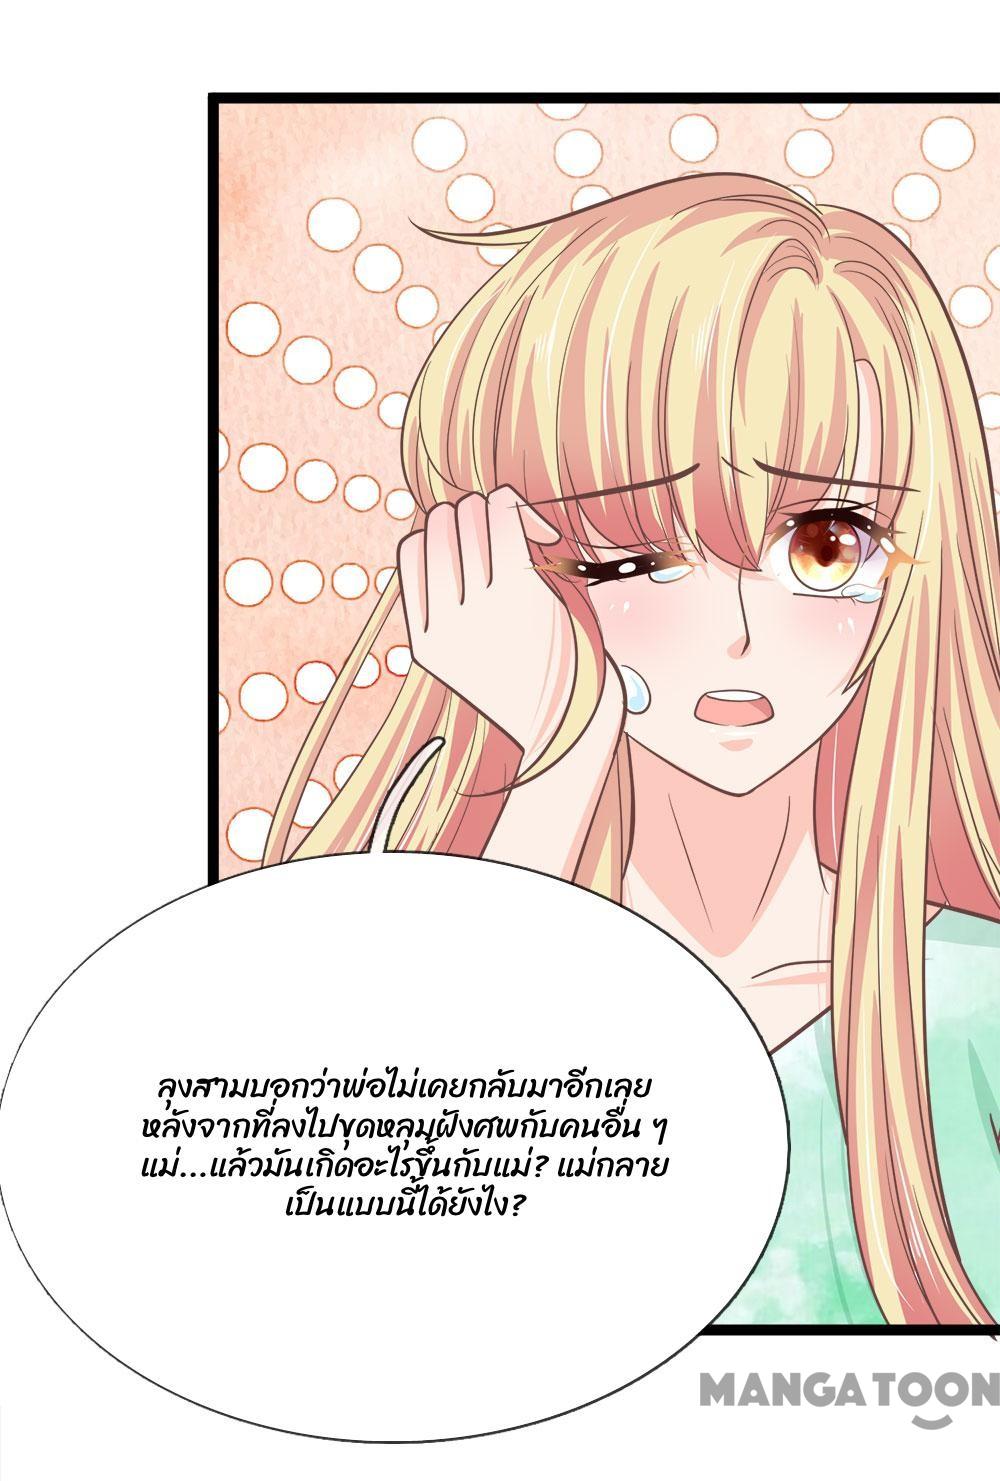 ลุงสามบอกว่าพ่อไม่เคยกลับมาอีกเลย
หลังจากที่ลงไปขุดหลุมฝังศพกับคนอื่น ๆ
แม่...แล้วมันเกิดอะไรขึ้นกับแม่? แม่กลาย
เป็นแบบนี้ได้ยังไง?
MANGATOON